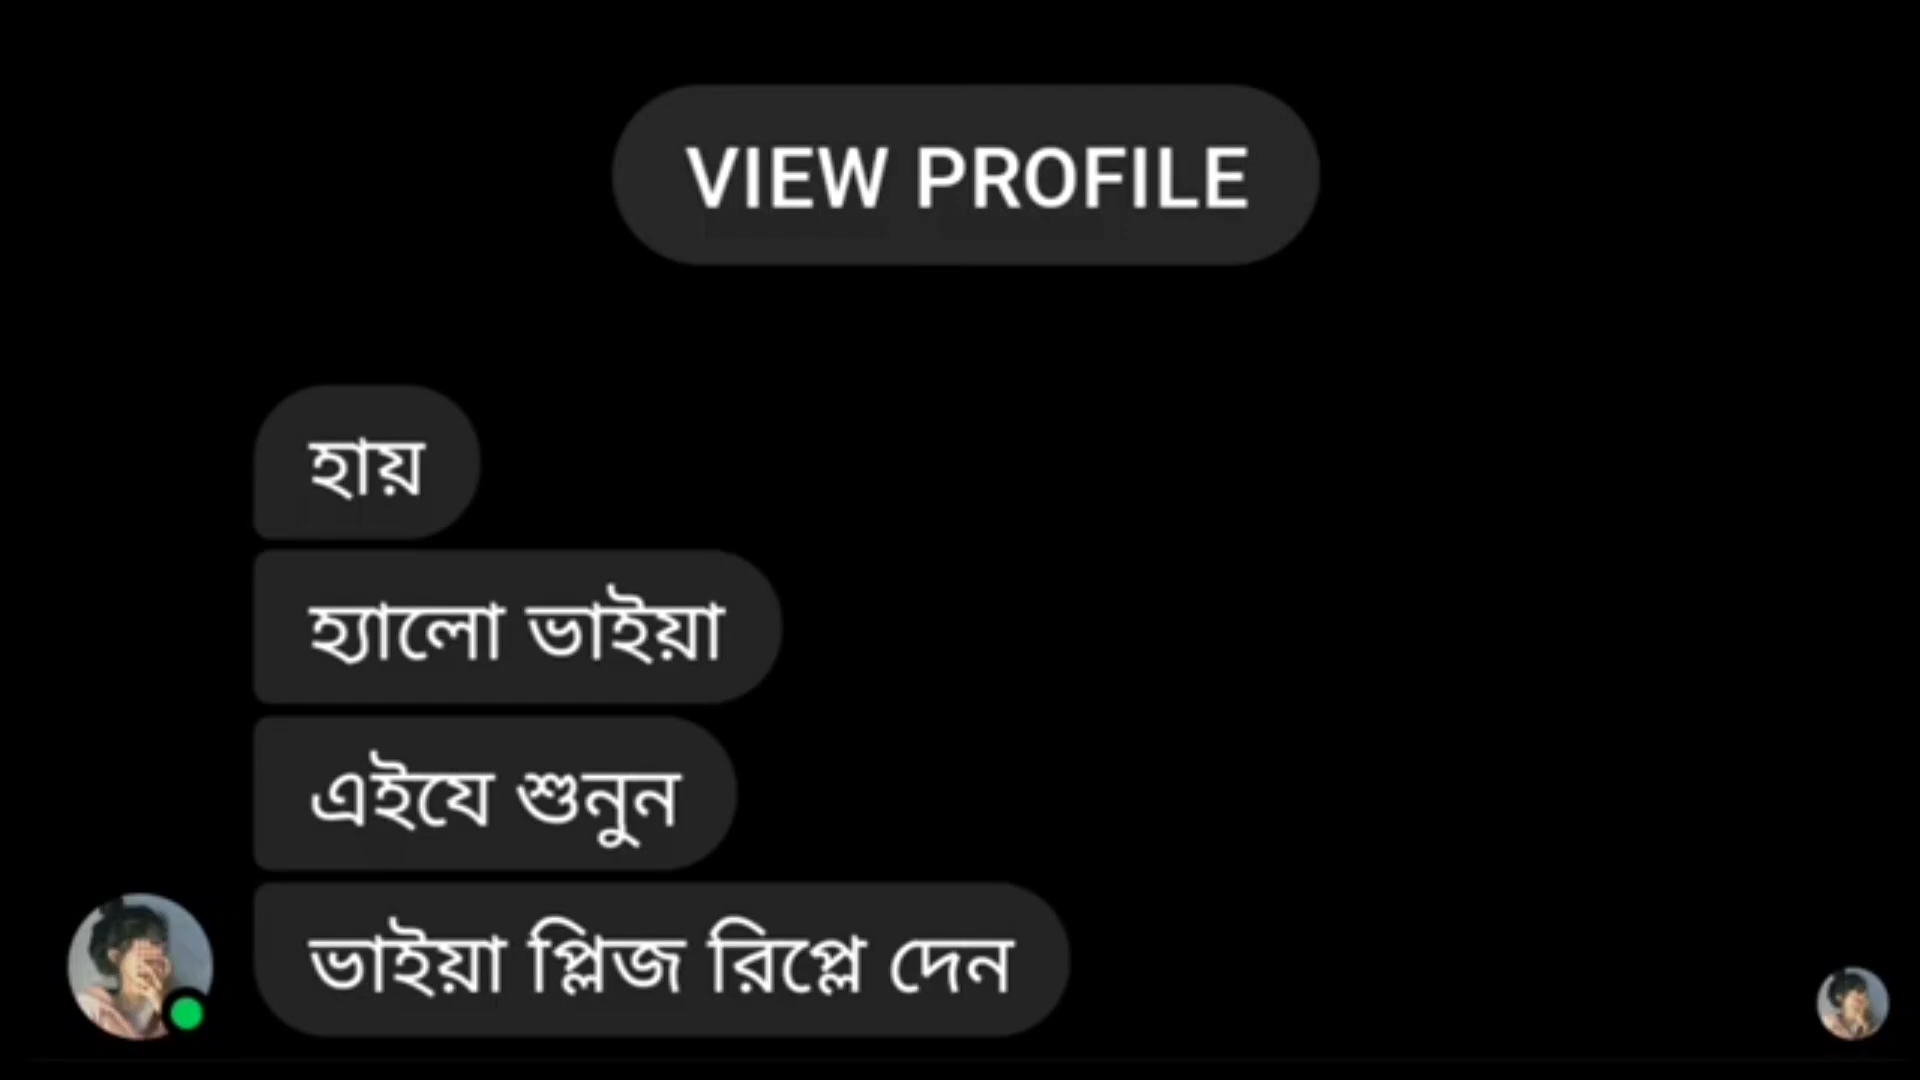 VIEW PROFILE
হায়
হ্যালো ভাইয়া
এইযে শুনুন
ভাইয়া প্লিজ রিপ্লে দেন